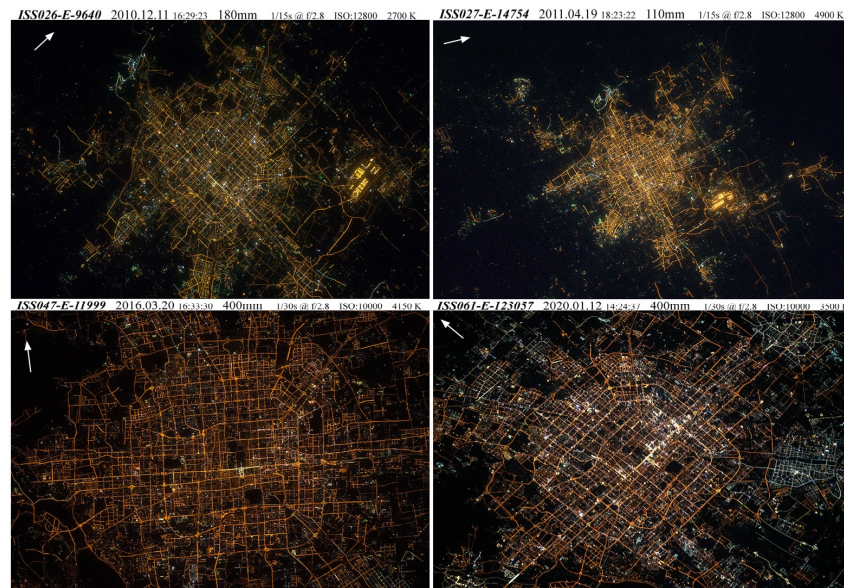 ISS026-E-9640 2010.12.11 16:29:23 180mm 1/15s @ f/2.8 ISO:12800 2700 K
ISS027-E-14754 2011.04.19 18:23:22 110mm 1/15s @ f/2.8 ISO:12800 4900 K
ISS047-E-11999 2016.03.20 16:33:30 400mm 1/30s @ f/2.8 ISO:10000 4150 K
ISS061-E-123057 2020.01.12 14:24:37 400mm 1/30s @ f/2.8 ISO:10000 3500